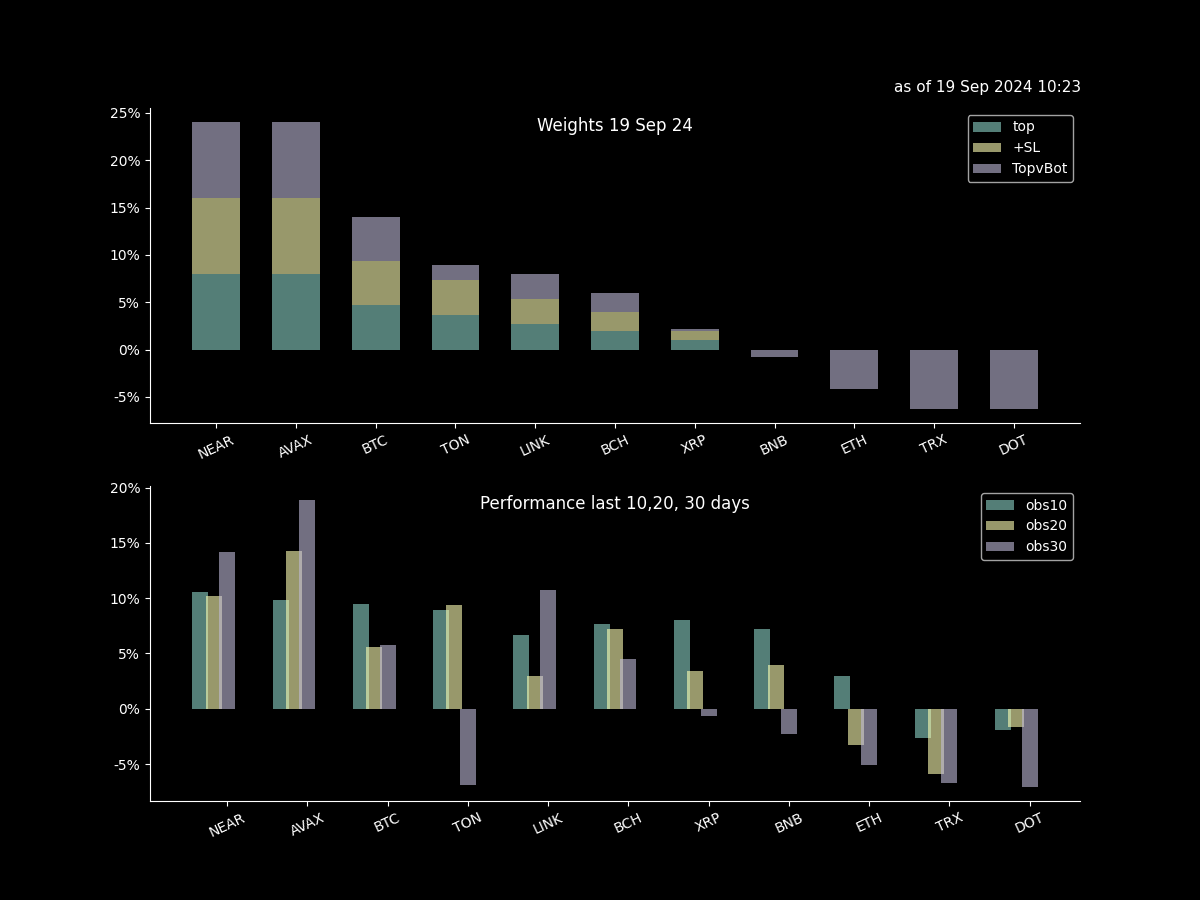 as of 19 Sep 2024 10:23
Weights 19 Sep 24
top
+SL
TopvBot
25%
20%
15%
10%
5%
0%
-5%
NEAR AVAX BTC TON LINK BCH XRP BNB ETH TRX DOT
Performance last 10,20, 30 days
obs10
obs20
obs30
20%
15%
10%
5%
0%
-5%
NEAR AVAX BTC TON LINK BCH XRP BNB ETH TRX DOT